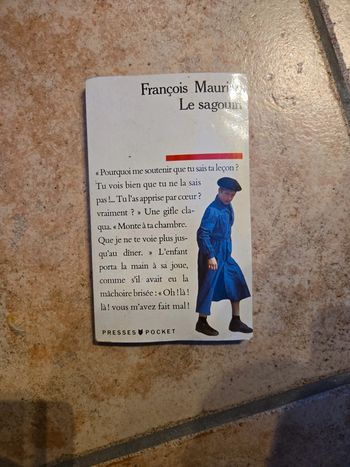 François Mauriac
Le sagouin
« Pourquoi me soutenir que tu sais ta leçon ?
Tu vois bien que tu ne la sais
pas !... Tu l'as apprise par cœur ?
vraiment ? » Une gifle cla-
qua. « Monte à ta chambre.
Que je ne te voie plus jus-
qu'au dîner. » L'enfant
porta la main à sa joue,
comme s'il avait eu la
mâchoire brisée : « Oh ! là !
là ! vous m'avez fait mal !
PRESSES POCKET